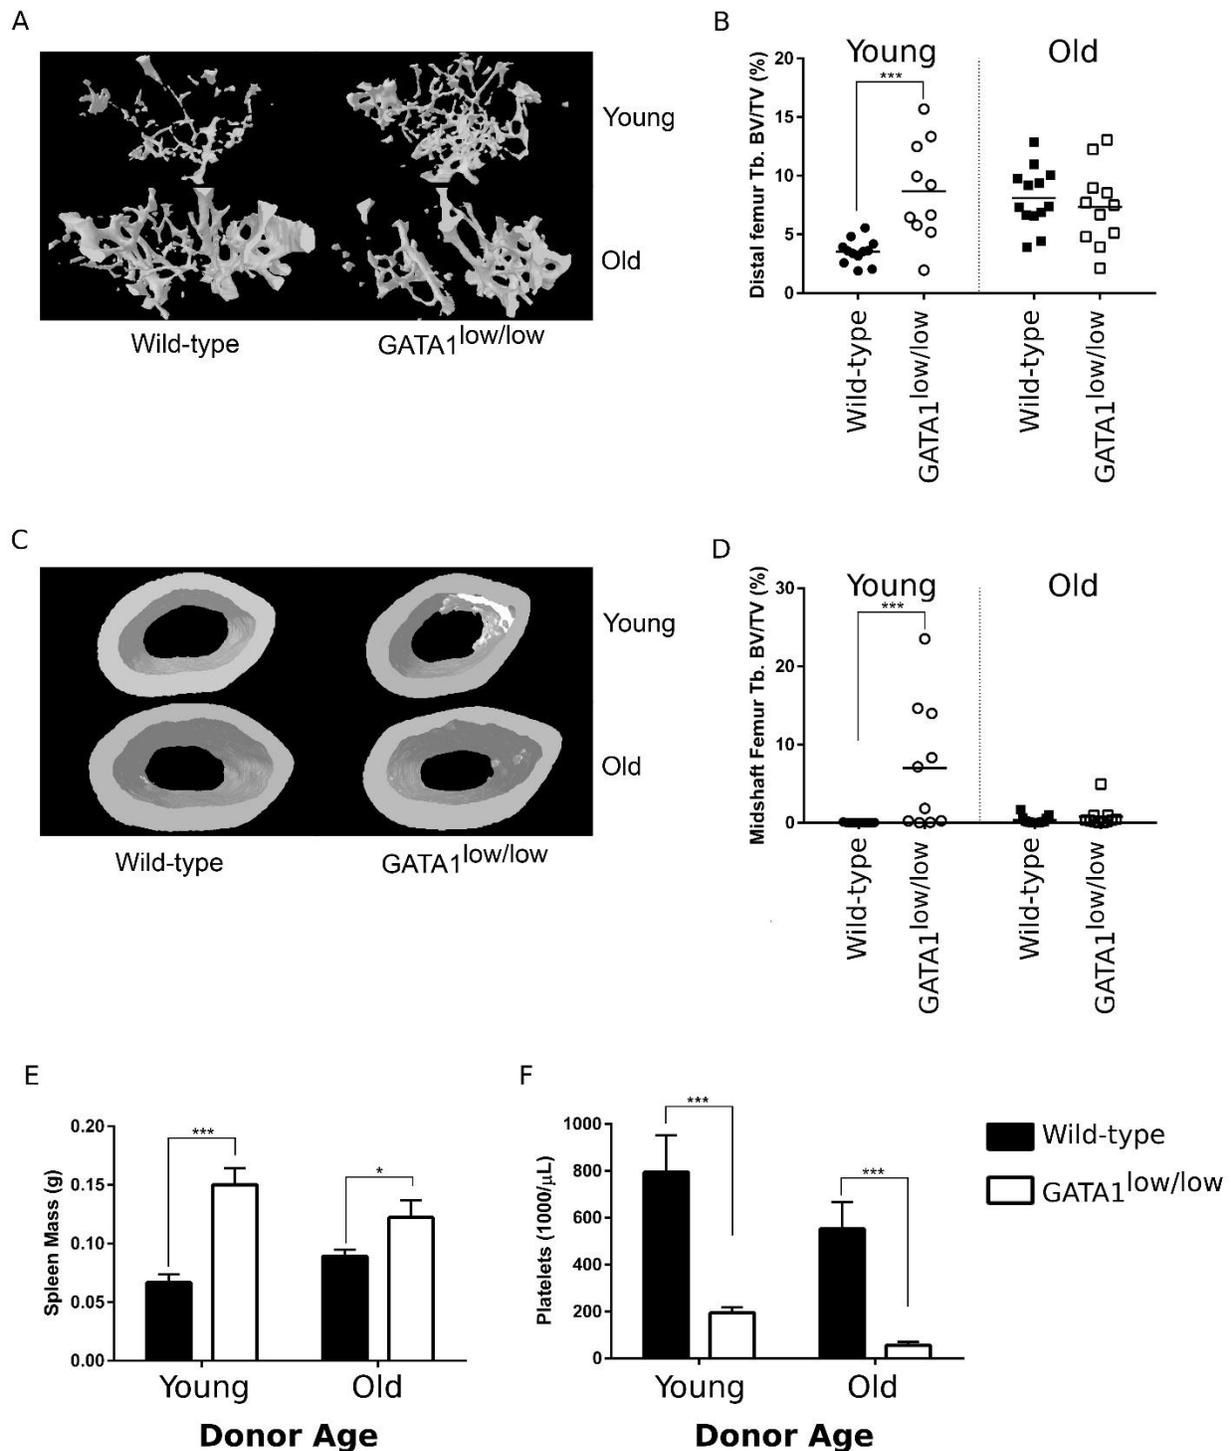 A
Young
Old
Wild-type
GATA1low/low
B
Distal femur Tb. BV/TV (%)
20
15
10
5
0
Young
Old
***
Wild-type
GATA1low/low
Wild-type
GATA1low/low
C
Young
Old
Wild-type
GATA1low/low
D
Midshaft Femur Tb. BV/TV (%)
30
20
10
0
Young
Old
***
Wild-type
GATA1low/low
Wild-type
GATA1low/low
E
Spleen Mass (g)
0.20
0.15
0.10
0.05
0.00
***
*
Young
Old
Donor Age
F
Platelets (1000/μL)
1000
800
600
400
200
0
***
***
Young
Old
Donor Age
Wild-type
GATA1low/low